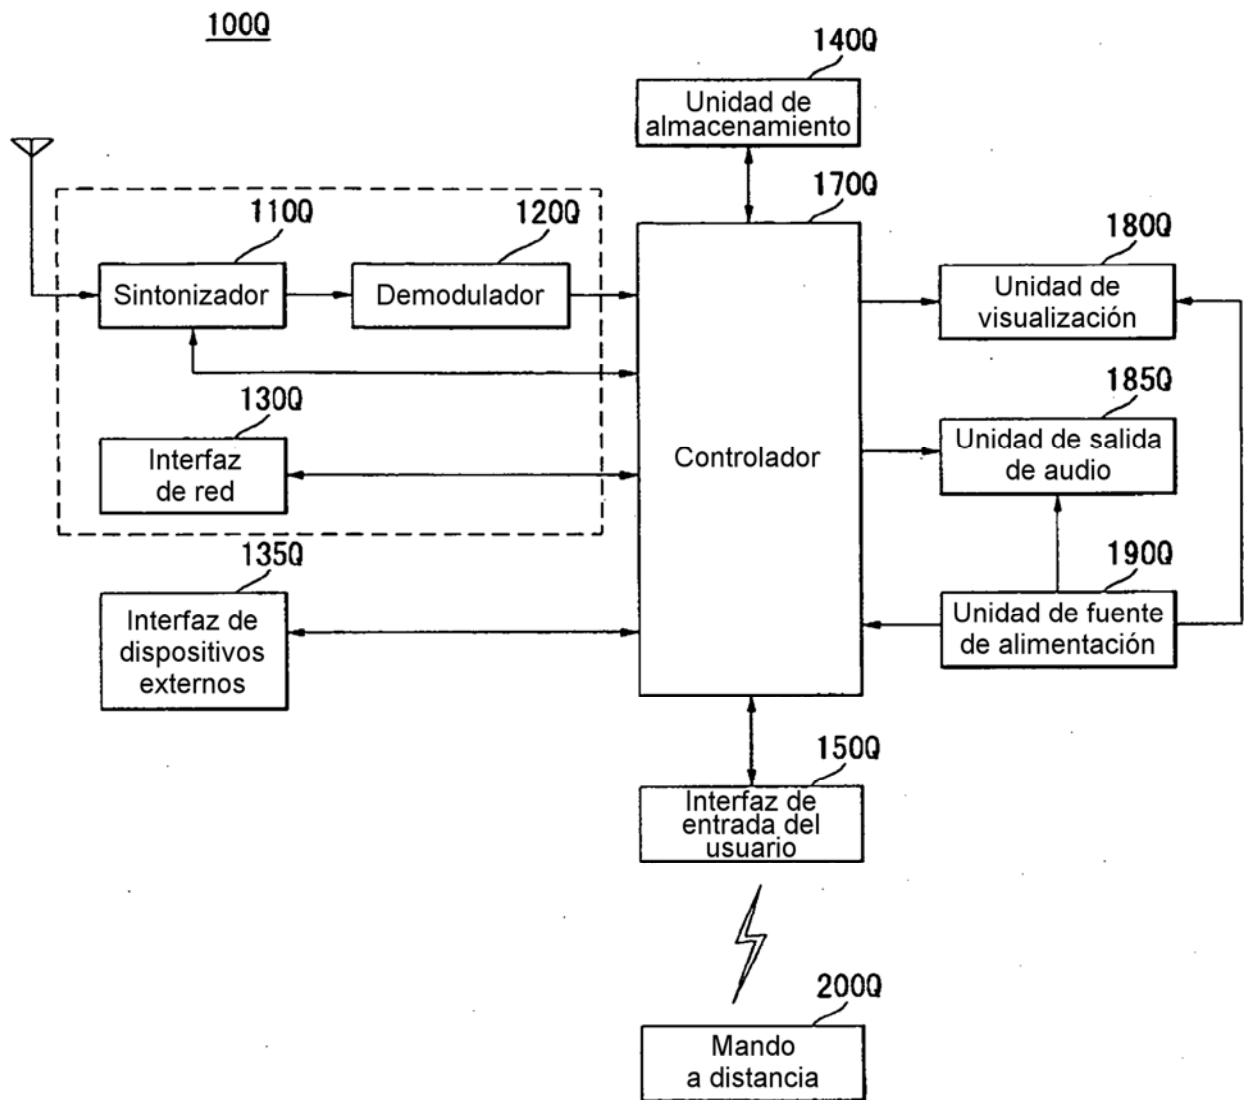 100Q
140Q
Unidad de
almacenamiento
170Q
110Q
120Q
Sintonizador
Demodulador
130Q
Interfaz
de red
135Q
Interfaz de
dispositivos
externos
Controlador
180Q
Unidad de
visualización
185Q
Unidad de salida
de audio
190Q
Unidad de fuente
de alimentación
150Q
Interfaz de
entrada del
usuario
200Q
Mando
a distancia